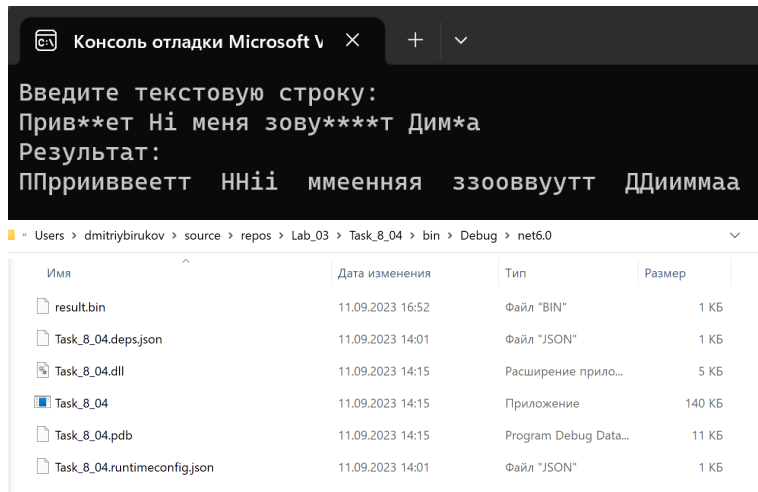 Консоль отладки Microsoft V
Введите текстовую строку:
Прив**ет Hi меня зову****т Дим*а
Результат:
ППррииввеетт  HHii  ммеенняя  ззооввуутт  ДДииммаа
Users > dmitriybirukov > source > repos > Lab_03 > Task_8_04 > bin > Debug > net6.0
Имя Дата изменения Тип Размер
result.bin 11.09.2023 16:52 Файл "BIN" 1 КБ
Task_8_04.deps.json 11.09.2023 14:01 Файл "JSON" 1 КБ
Task_8_04.dll 11.09.2023 14:15 Расширение прило... 5 КБ
Task_8_04 11.09.2023 14:15 Приложение 140 КБ
Task_8_04.pdb 11.09.2023 14:15 Program Debug Data... 11 КБ
Task_8_04.runtimeconfig.json 11.09.2023 14:01 Файл "JSON" 1 КБ